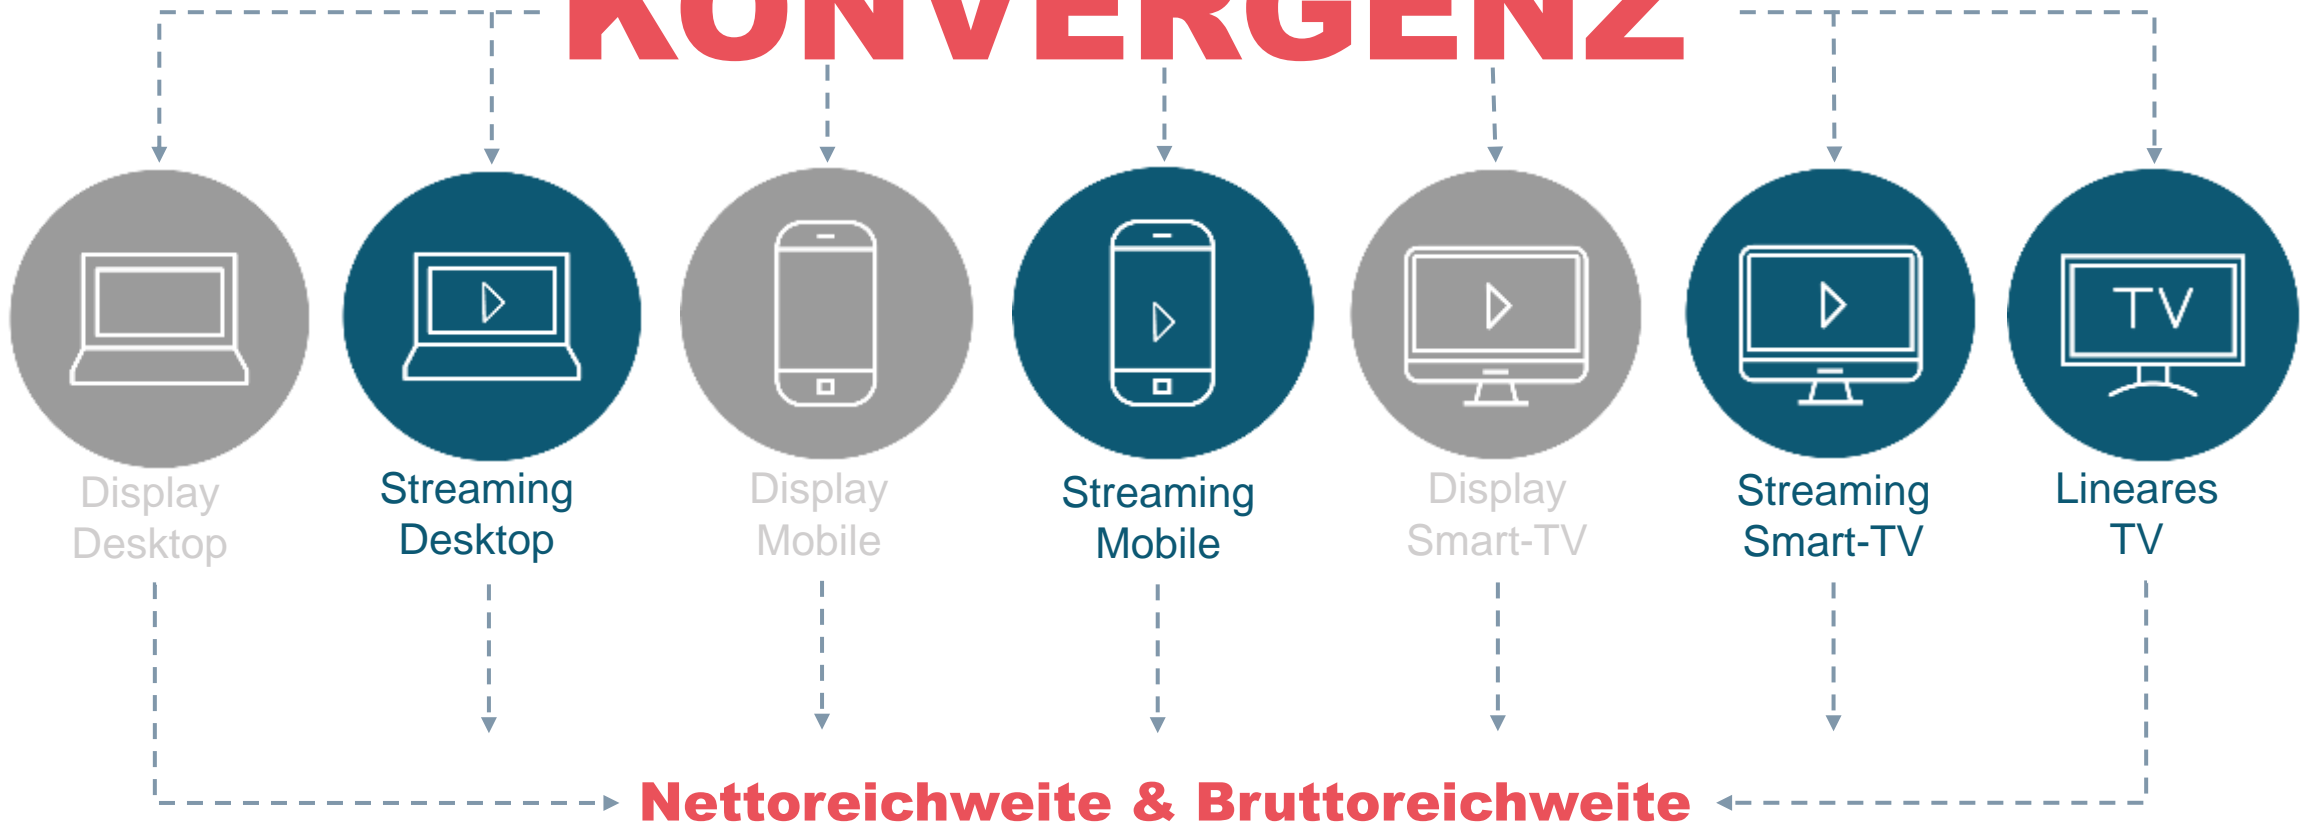 KONVERGENZ
Display
Desktop
Streaming
Desktop
Display
Mobile
Streaming
Mobile
Display
Smart-TV
Streaming
Smart-TV
TV
Lineares
TV
Nettoreichweite & Bruttoreichweite